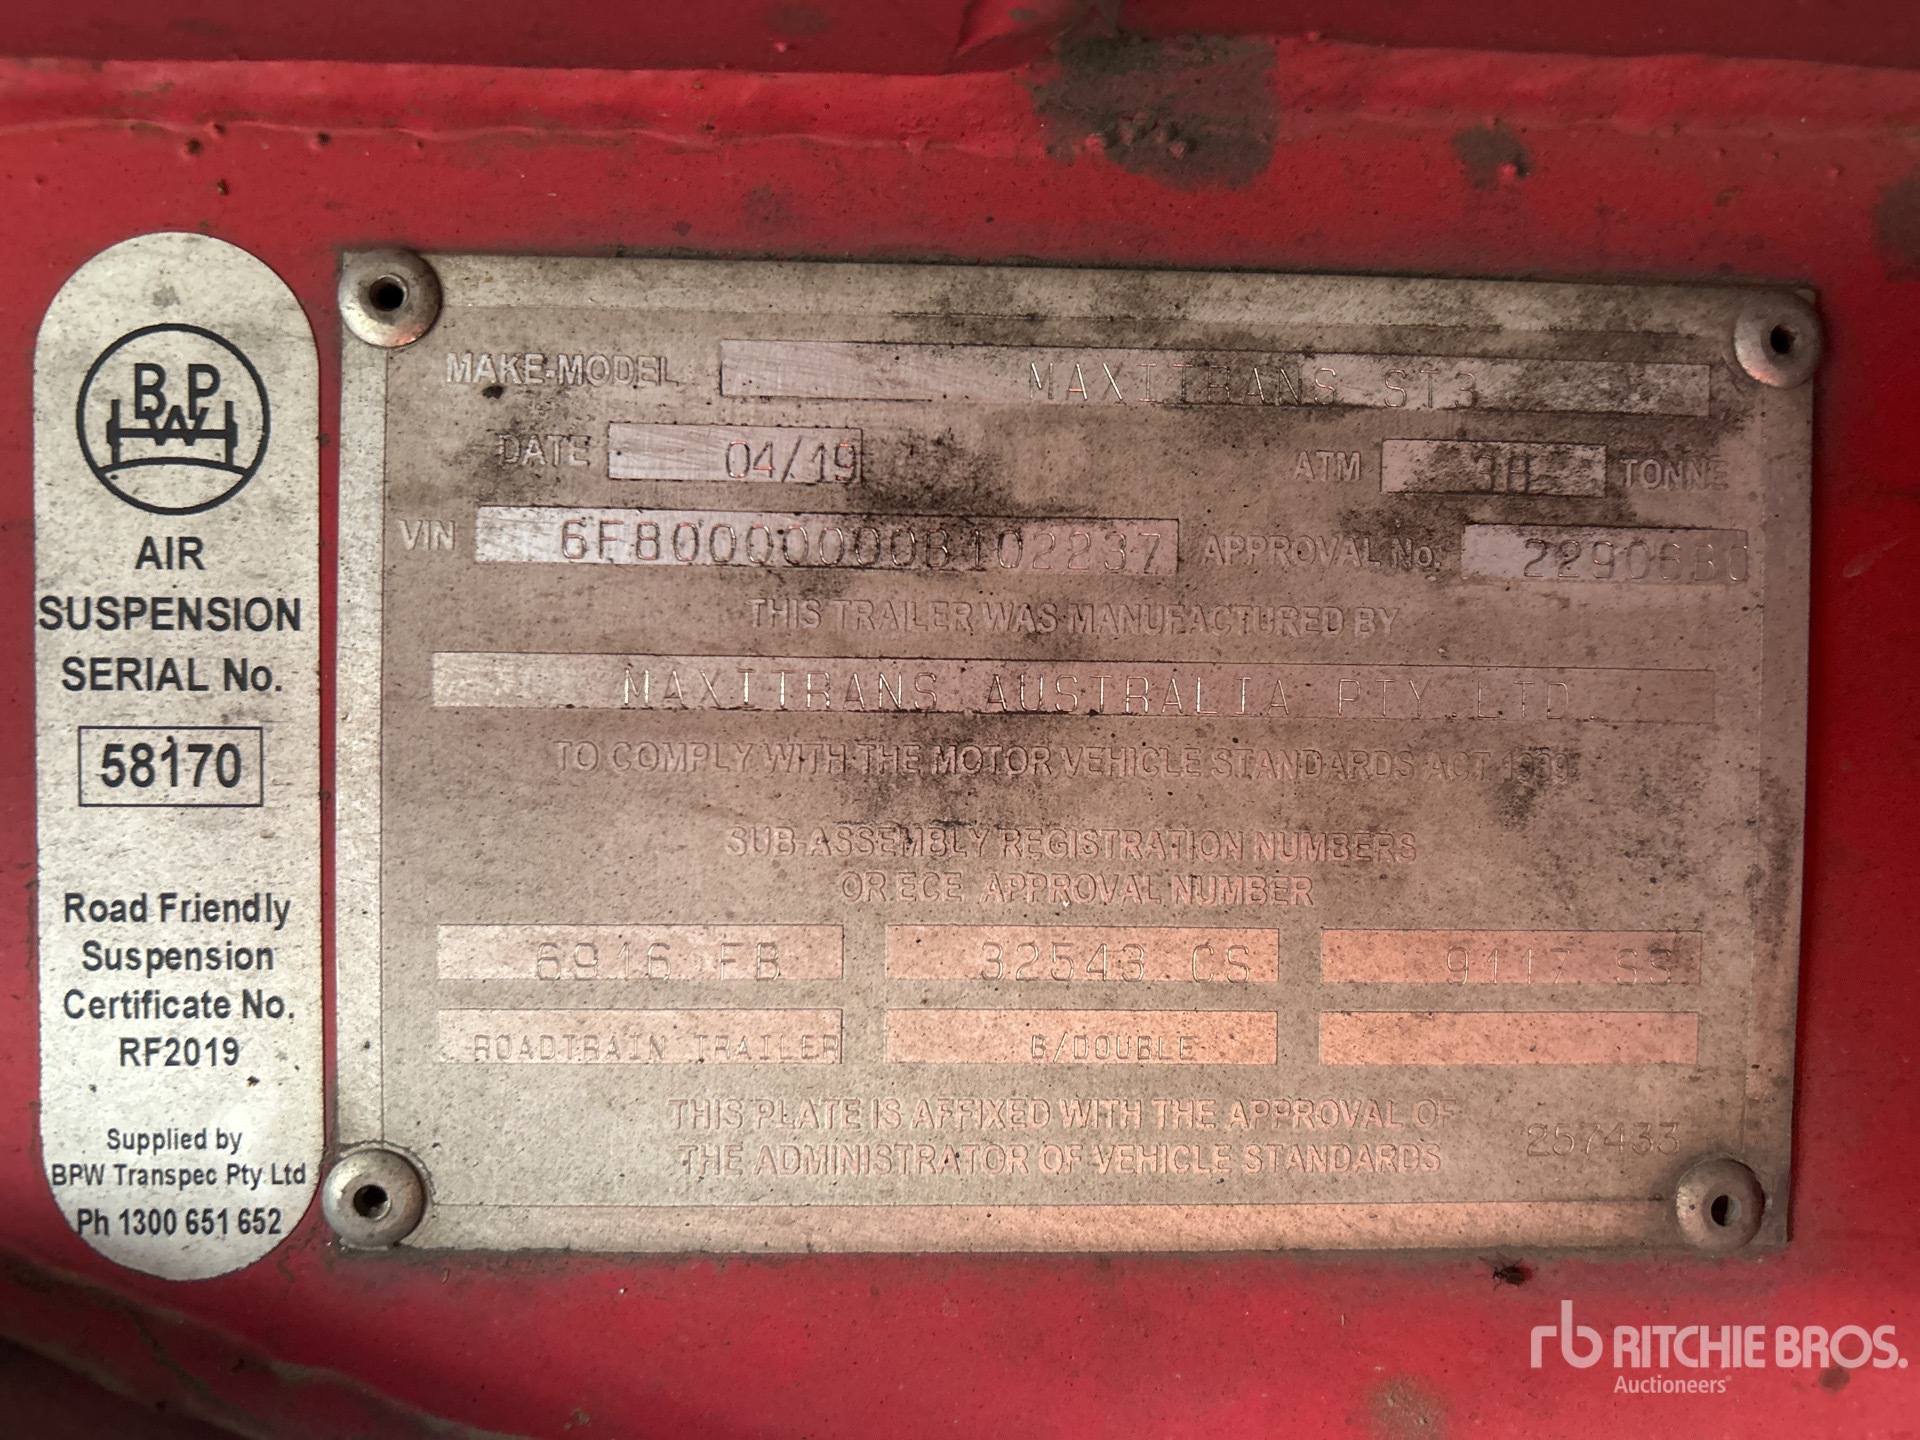 B P
W
AIR
SUSPENSION
SERIAL No.
58170
Road Friendly
Suspension
Certificate No.
RF2019
Supplied by
BPW Transpec Pty Ltd
Ph 1300 651 652
MAKE-MODEL MAXITRANS ST3
DATE 04/19 ATM TONNE
VIN 6FB0000000B102237 APPROVAL No.
THIS TRAILER WAS MANUFACTURED BY
MAXITRANS AUSTRALIA PTY.LTD.
TO COMPLY WITH THE MOTOR VEHICLE STANDARDS ACT 1989
SUB-ASSEMBLY REGISTRATION NUMBERS
OR ECE APPROVAL NUMBER
6916 FB 32543 CS 9117 SS
ROADTRAIN TRAILER B/DOUBLE
THIS PLATE IS AFFIXED WITH THE APPROVAL OF
THE ADMINISTRATOR OF VEHICLE STANDARDS
257433
rb RITCHIE BROS.
Auctioneers